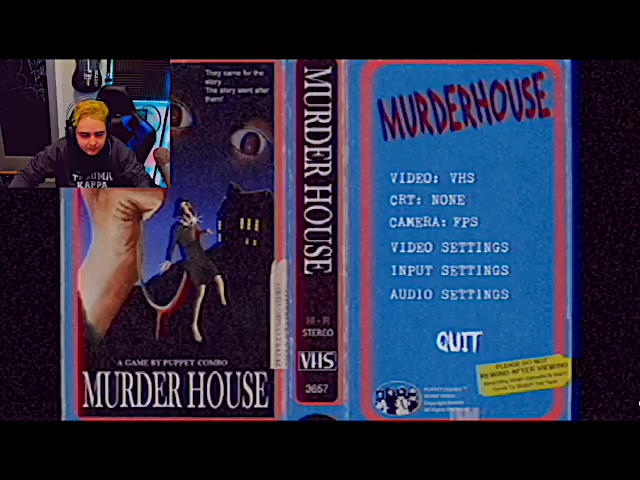 They came for the
story.
The story went after
them!
TRAUMA
KAPPA
A GAME BY PUPPET COMBO
MURDER HOUSE
MURDER HOUSE
HI-FI
STEREO
VHS
3657
MURDERHOUSE
VIDEO: VHS
CRT: NONE
CAMERA: FPS
VIDEO SETTINGS
INPUT SETTINGS
AUDIO SETTINGS
QUIT
PLEASE DO NOT
REWIND AFTER VIEWING